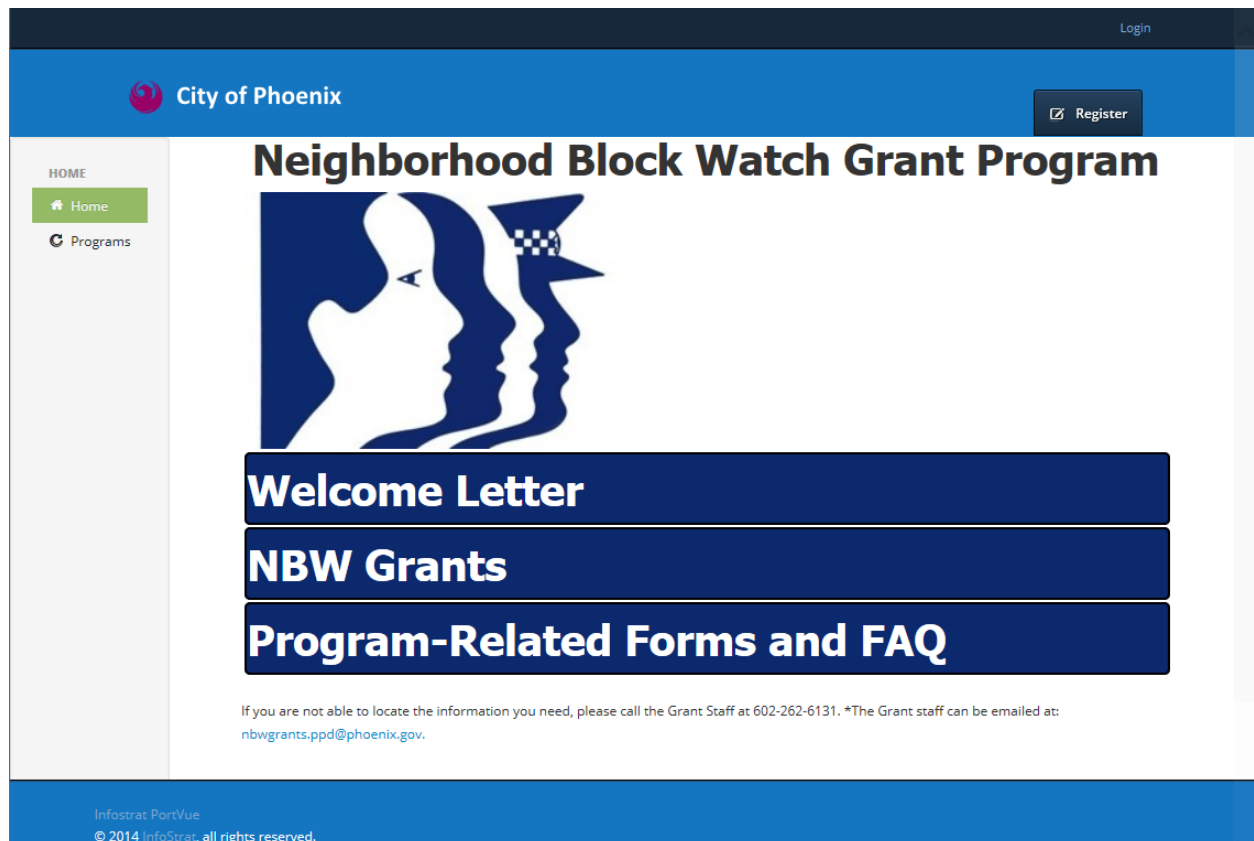 Login
City of Phoenix
Register
HOME
Home
Programs
Neighborhood Block Watch Grant Program
Welcome Letter
NBW Grants
Program-Related Forms and FAQ
If you are not able to locate the information you need, please call the Grant Staff at 602-262-6131. *The Grant staff can be emailed at:
nbwgrants.ppd@phoenix.gov.
Infostrat PortVue
© 2014 InfoStrat, all rights reserved.